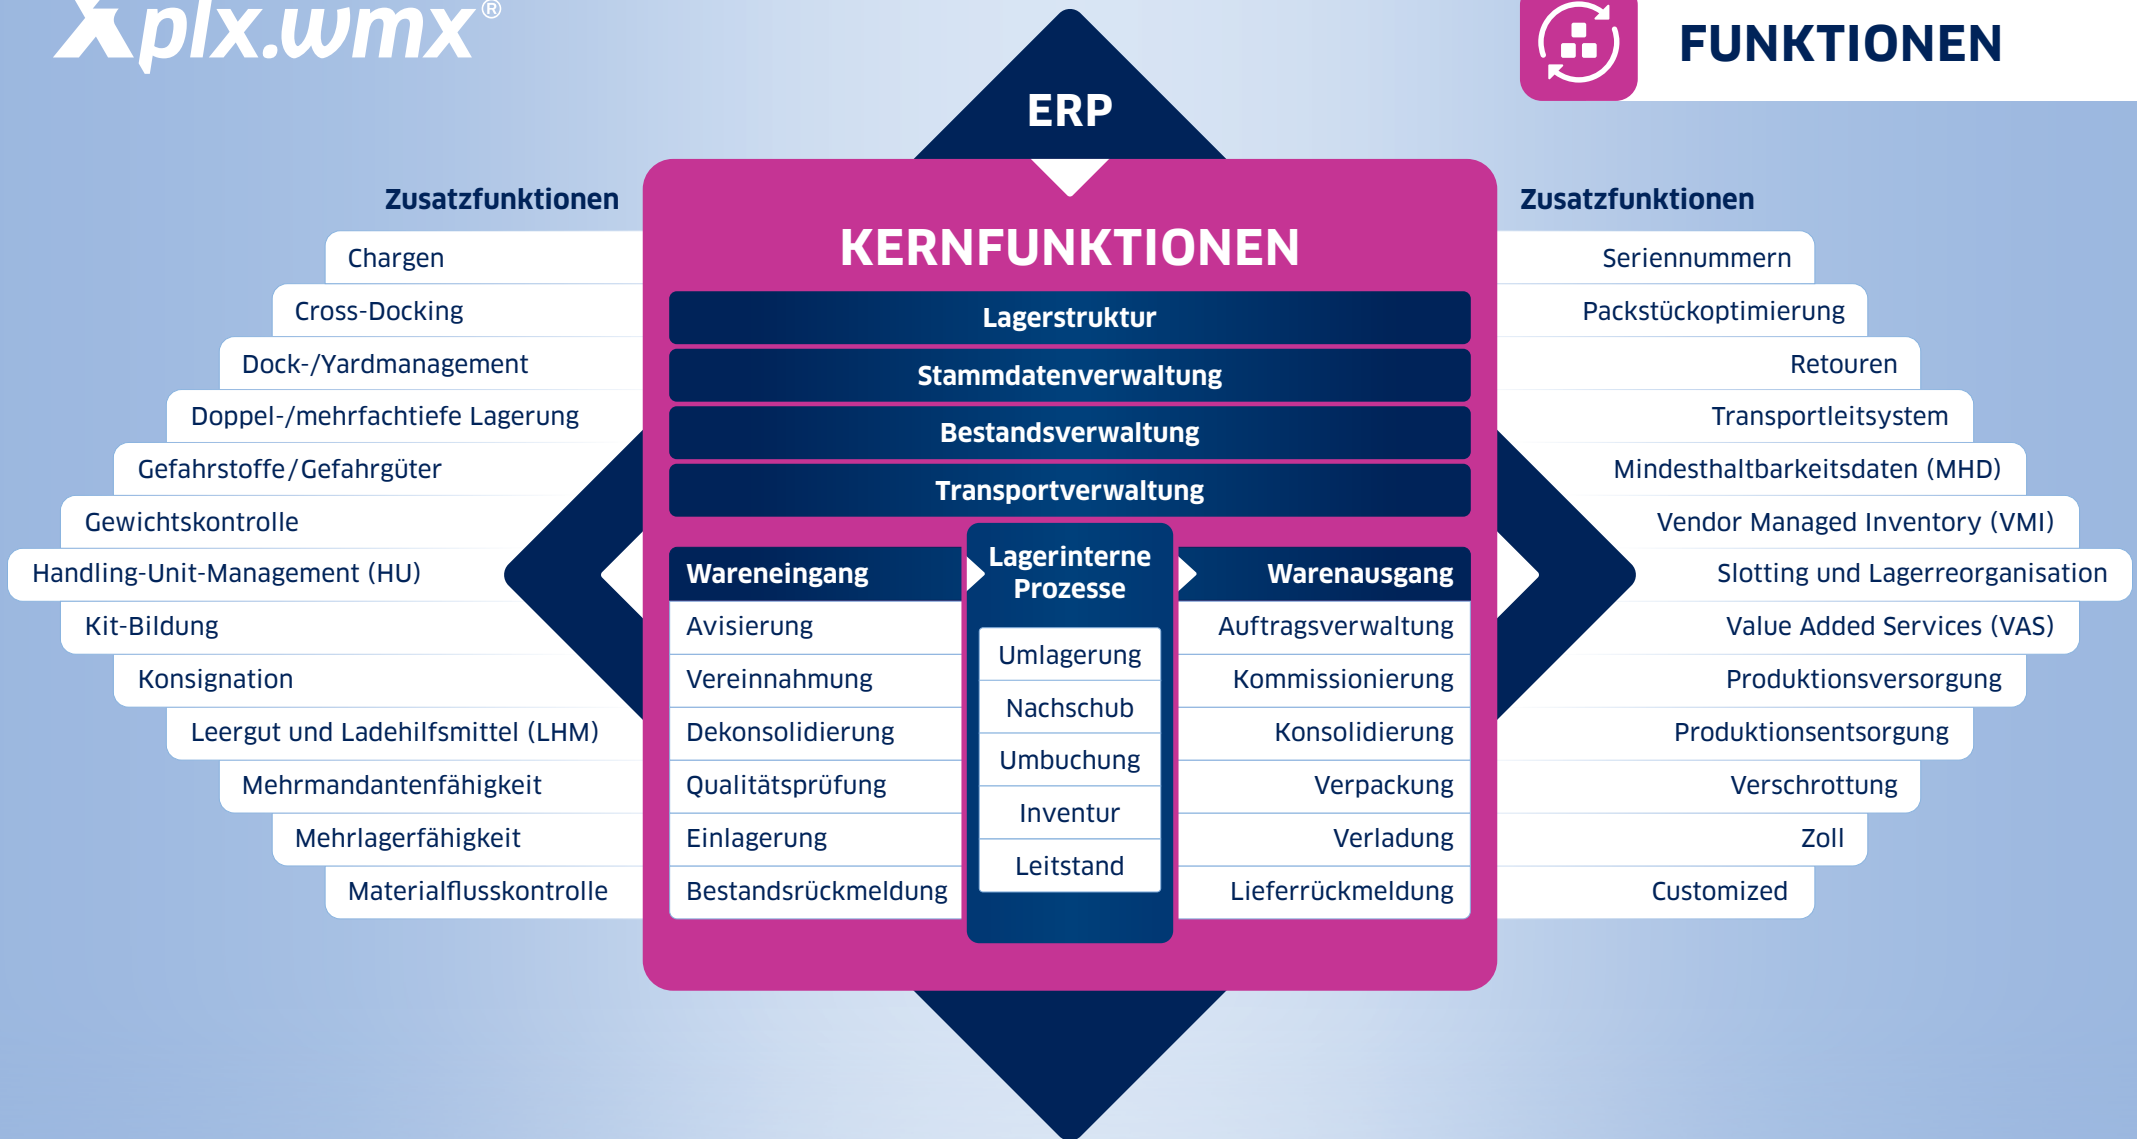 Xplx.wmx®
FUNKTIONEN
ERP
Zusatzfunktionen
Chargen
Cross-Docking
Dock-/Yardmanagement
Doppel-/mehrfachtiefe Lagerung
Gefahrstoffe/Gefahrgüter
Gewichtskontrolle
Handling-Unit-Management (HU)
Kit-Bildung
Konsignation
Leergut und Ladehilfsmittel (LHM)
Mehrmandantenfähigkeit
Mehrlagerfähigkeit
Materialflusskontrolle
KERNFUNKTIONEN
Lagerstruktur
Stammdatenverwaltung
Bestandsverwaltung
Transportverwaltung
Wareneingang
Avisierung
Vereinnahmung
Dekonsolidierung
Qualitätsprüfung
Einlagerung
Bestandsrückmeldung
Lagerinterne
Prozesse
Umlagerung
Nachschub
Umbuchung
Inventur
Leitstand
Warenausgang
Auftragsverwaltung
Kommissionierung
Konsolidierung
Verpackung
Verladung
Lieferrückmeldung
Zusatzfunktionen
Seriennummern
Packstückoptimierung
Retouren
Transportleitsystem
Mindesthaltbarkeitsdaten (MHD)
Vendor Managed Inventory (VMI)
Slotting und Lagerreorganisation
Value Added Services (VAS)
Produktionsversorgung
Produktionsentsorgung
Verschrottung
Zoll
Customized